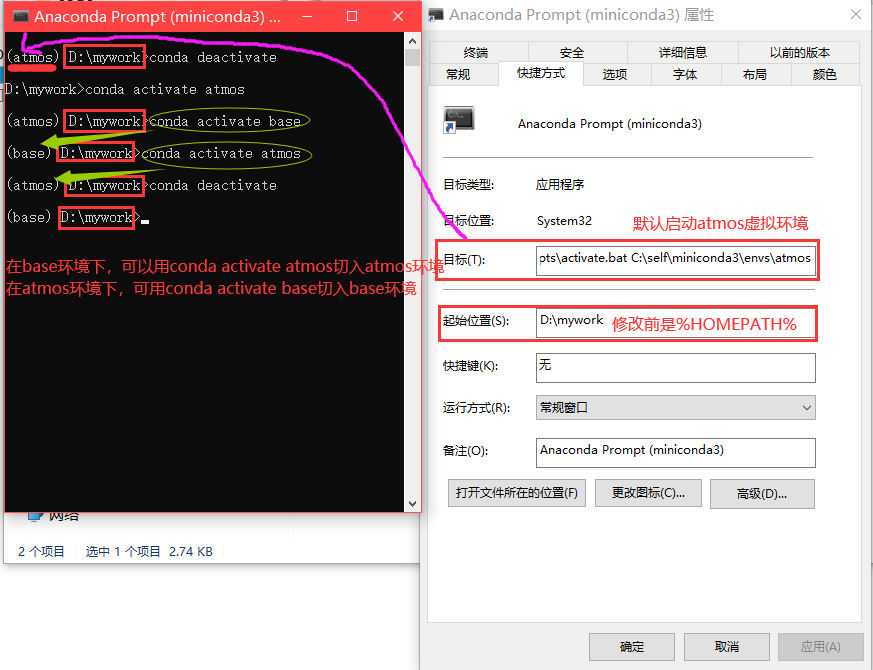 Anaconda Prompt (miniconda3) ...
(atmos) D:\mywork>conda deactivate
D:\mywork>conda activate atmos
(atmos) D:\mywork>conda activate base
(base) D:\mywork>conda activate atmos
(atmos) D:\mywork>conda deactivate
(base) D:\mywork>
在base环境下，可以用conda activate atmos切入atmos环境
在atmos环境下，可用conda activate base切入base环境
网络
2 个项目 选中 1 个项目 2.74 KB
Anaconda Prompt (miniconda3) 属性
终端 安全 详细信息 以前的版本
常规 快捷方式 选项 字体 布局 颜色
Anaconda Prompt (miniconda3)
目标类型: 应用程序
目标位置: System32
默认启动atmos虚拟环境
目标(T): pts\activate.bat C:\self\miniconda3\envs\atmos
起始位置(S): D:\mywork 修改前是%HOMEPATH%
快捷键(K): 无
运行方式(R): 常规窗口
备注(O): Anaconda Prompt (miniconda3)
打开文件所在的位置(F) 更改图标(C)... 高级(D)...
确定 取消 应用(A)